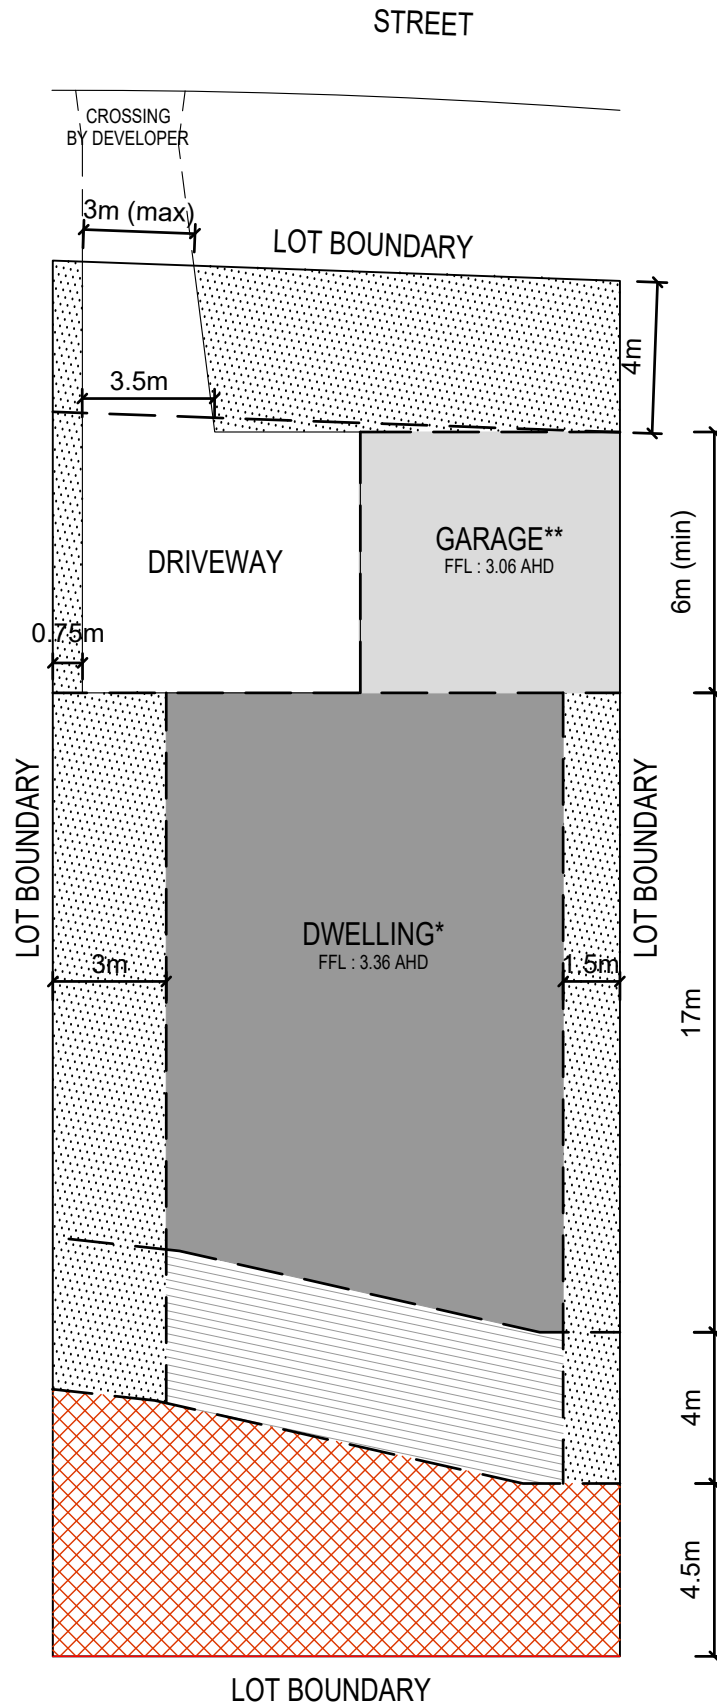 STREET
CROSSING
BY DEVELOPER
3m (max)
LOT BOUNDARY
4m
3.5m
DRIVEWAY
GARAGE**
FFL : 3.06 AHD
6m (min)
0.75m
LOT BOUNDARY
LOT BOUNDARY
DWELLING*
FFL : 3.36 AHD
3m
1.5m
17m
4m
4.5m
LOT BOUNDARY